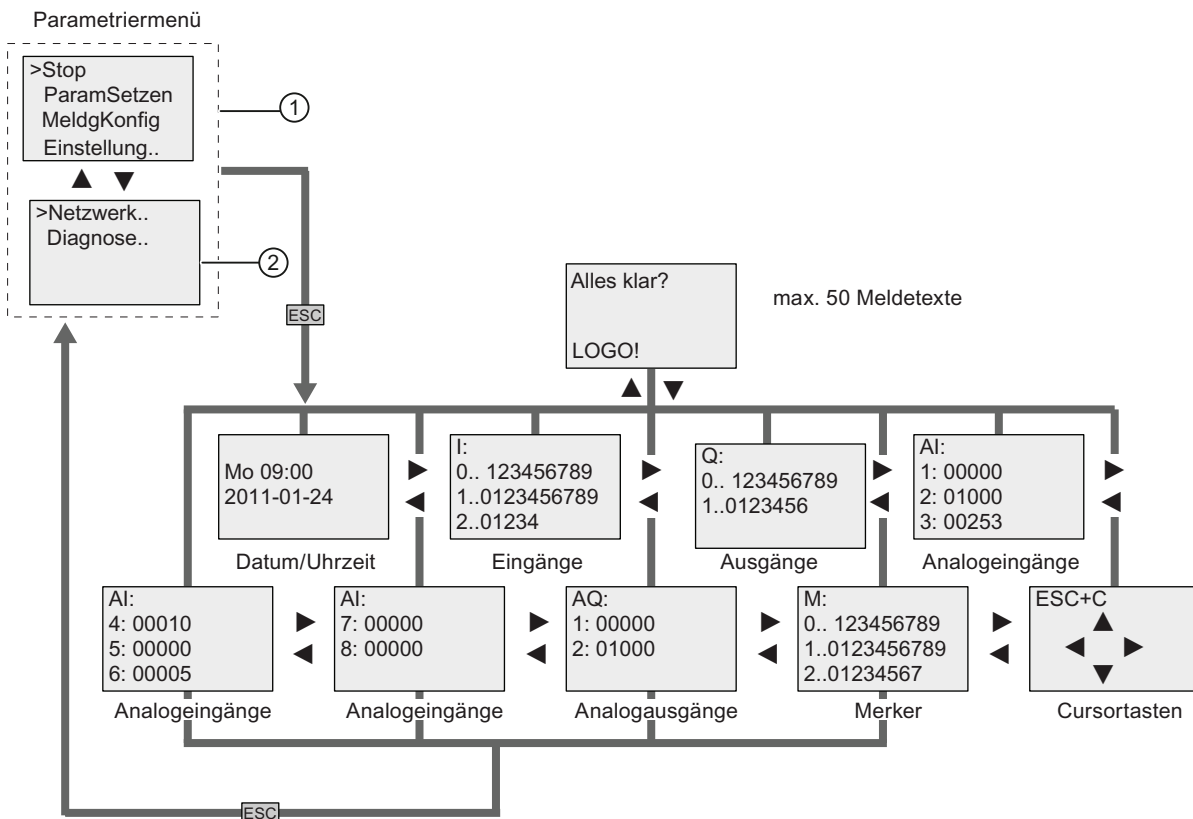 Parametriermenü
>Stop
ParamSetzen
MeldgKonfig
Einstellung..
1
>Netzwerk..
Diagnose..
2
ESC
Alles klar?
LOGO!
max. 50 Meldetexte
Mo 09:00
2011-01-24
Datum/Uhrzeit
I:
0.. 123456789
1..0123456789
2..01234
Eingänge
Q:
0.. 123456789
1..0123456
Ausgänge
AI:
1: 00000
2: 01000
3: 00253
Analogeingänge
AI:
4: 00010
5: 00000
6: 00005
Analogeingänge
AI:
7: 00000
8: 00000
Analogeingänge
AQ:
1: 00000
2: 01000
Analogausgänge
M:
0.. 123456789
1..0123456789
2..01234567
Merker
ESC+C
Cursortasten
ESC